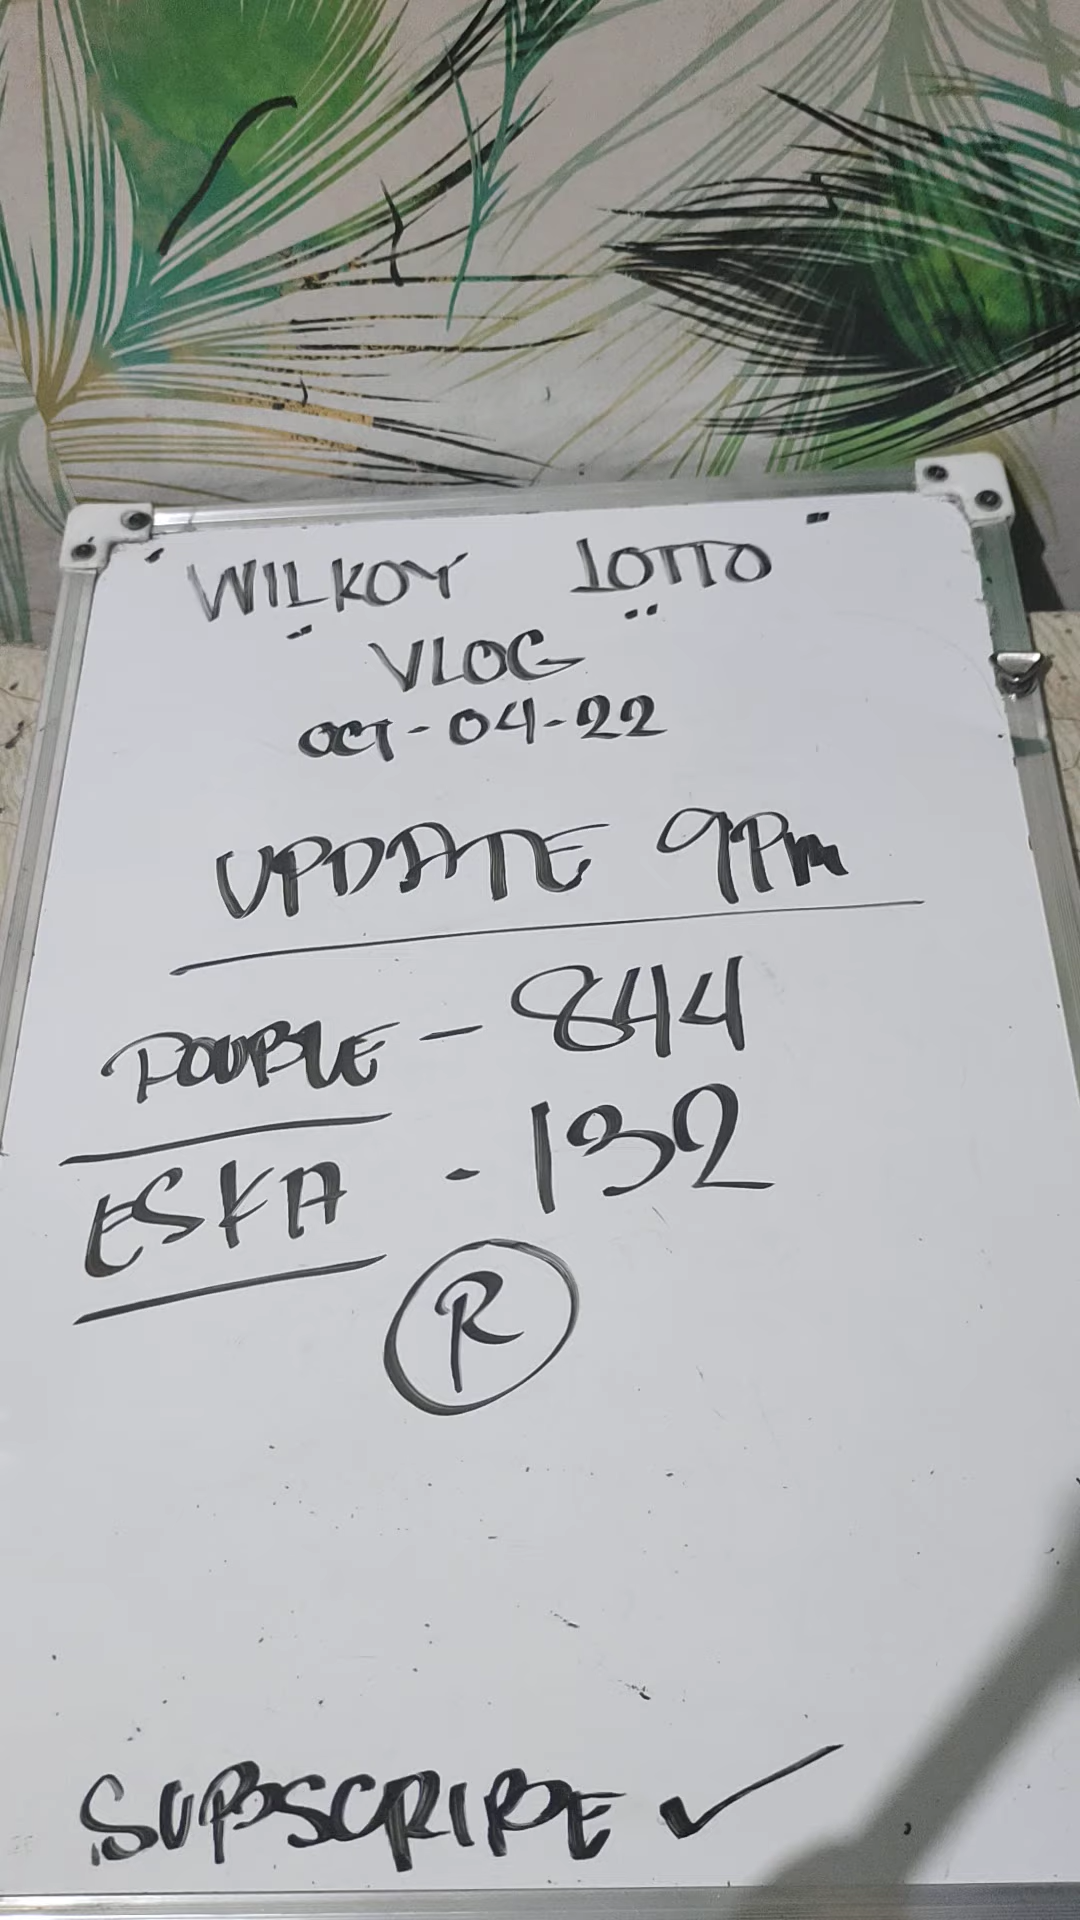 "WILKOY LOTTO"
VLOG
OCT-04-22
UPDATE 9Pm
DOUBLE - 844
ESKA - 132
R
SUBSCRIBE ✓